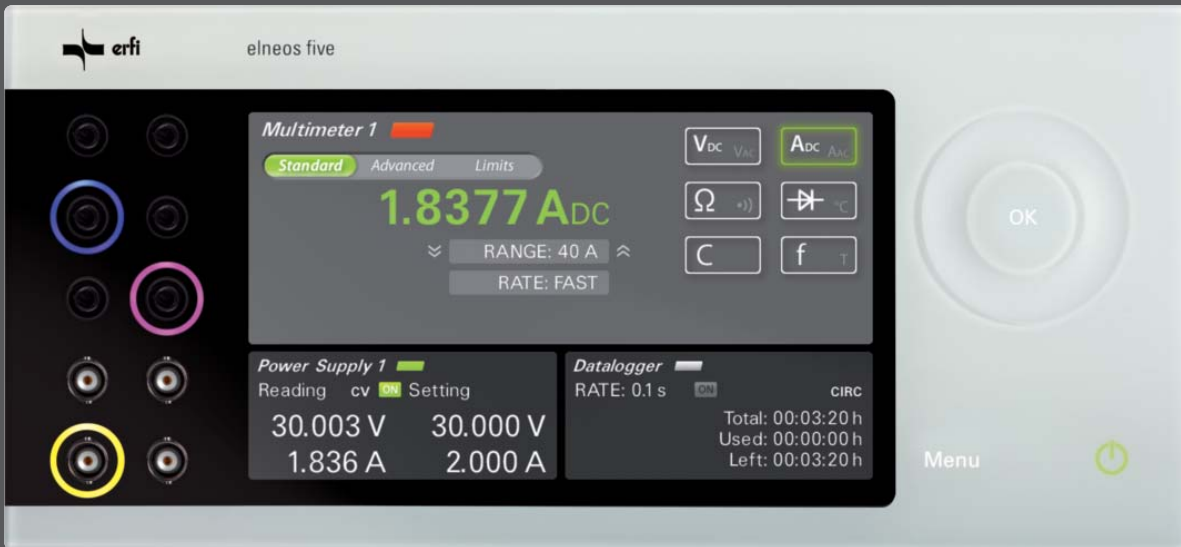 erfi
elneos five
Multimeter 1
Standard Advanced Limits
1.8377 ADC
RANGE: 40 A
RATE: FAST
VDC VAC
ADC AAC
Ω
°C
C
f T
OK
Power Supply 1
Reading cv ON Setting
30.003 V 30.000 V
1.836 A 2.000 A
Datalogger
RATE: 0.1 s ON CIRC
Total: 00:03:20 h
Used: 00:00:00 h
Left: 00:03:20 h
Menu